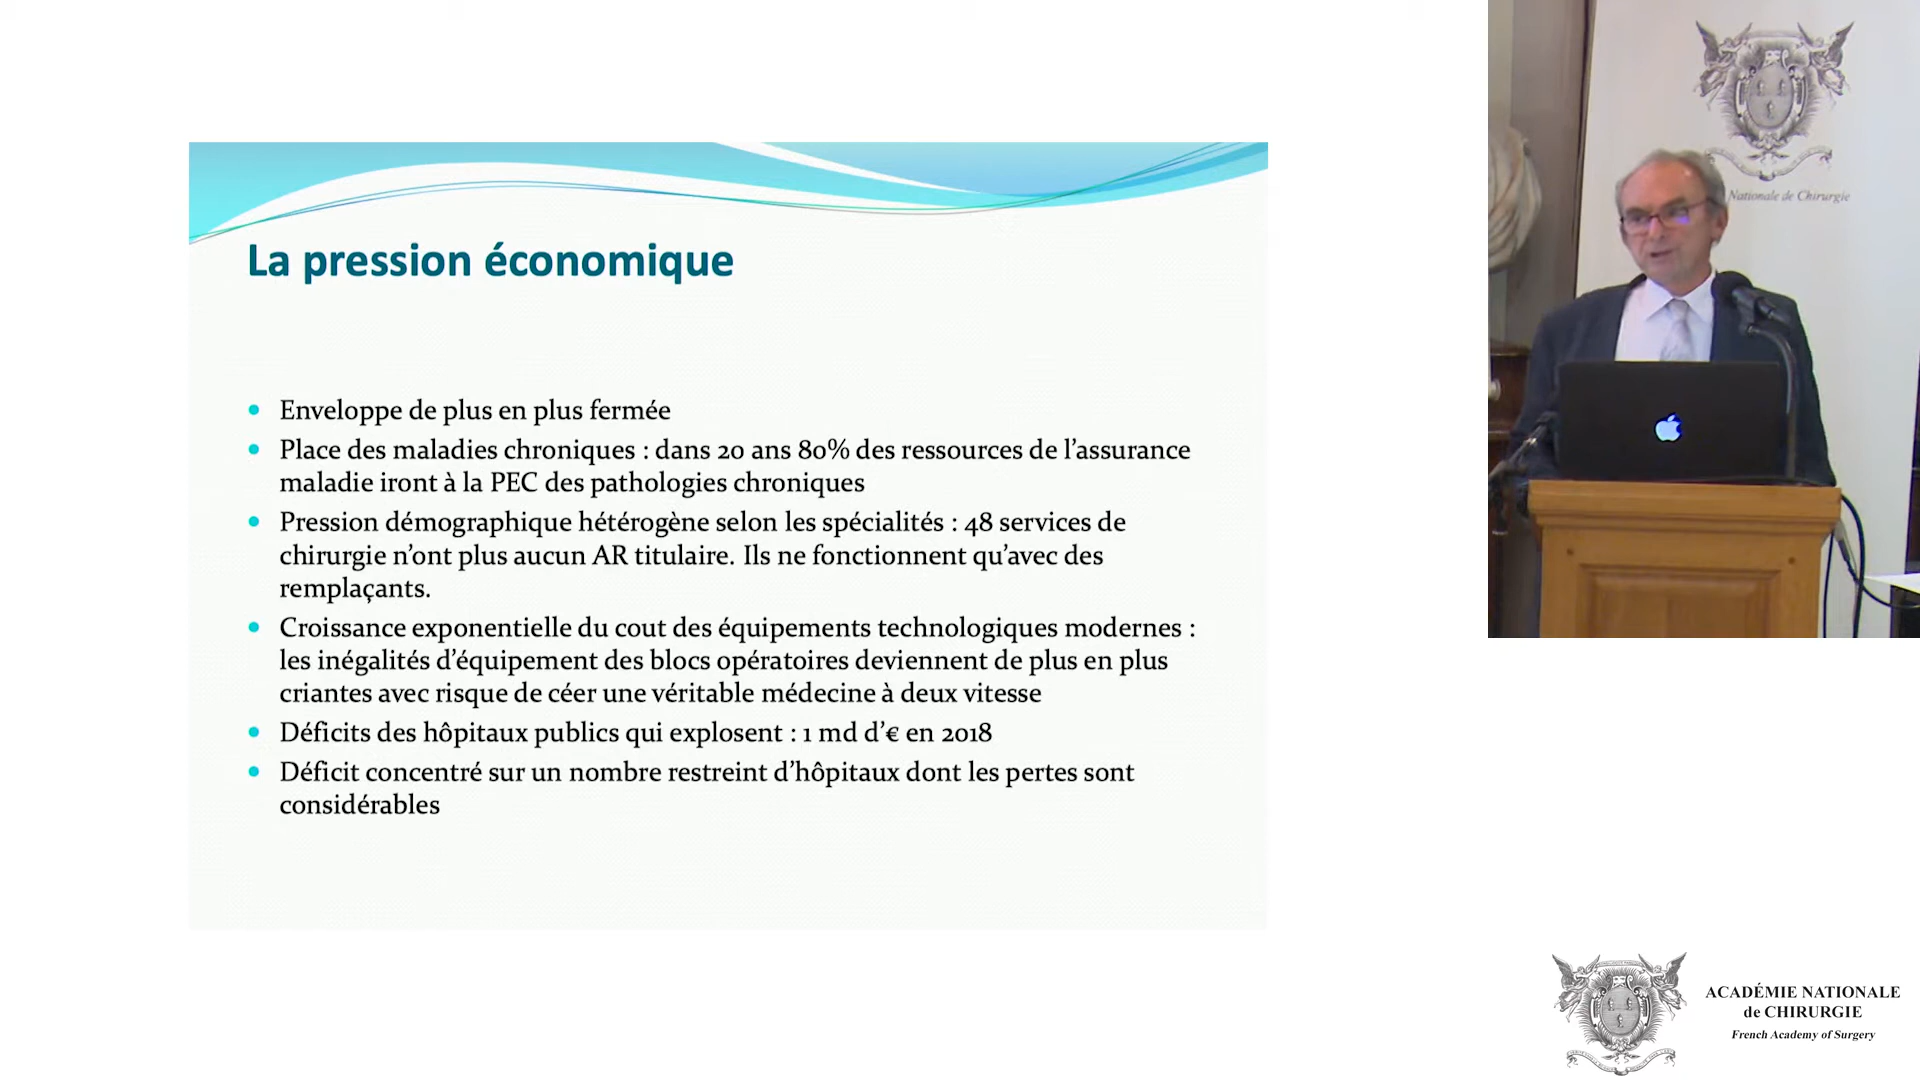 La pression économique
Enveloppe de plus en plus fermée
Place des maladies chroniques : dans 20 ans 80% des ressources de l'assurance
maladie iront à la PEC des pathologies chroniques
Pression démographique hétérogène selon les spécialités : 48 services de
chirurgie n'ont plus aucun AR titulaire. Ils ne fonctionnent qu'avec des
remplaçants.
Croissance exponentielle du cout des équipements technologiques modernes :
les inégalités d'équipement des blocs opératoires deviennent de plus en plus
criantes avec risque de céer une véritable médecine à deux vitesse
Déficits des hôpitaux publics qui explosent : 1 md d'€ en 2018
Déficit concentré sur un nombre restreint d'hôpitaux dont les pertes sont
considérables
Nationale de Chirurgie
ACADÉMIE NATIONALE
de CHIRURGIE
French Academy of Surgery